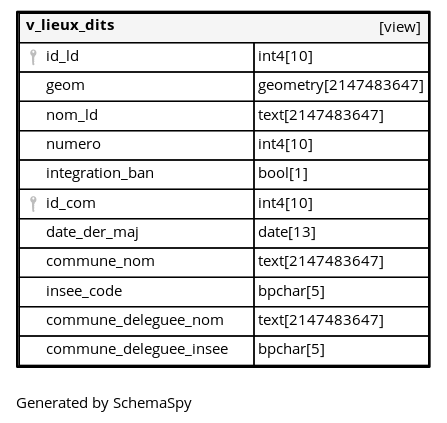 v_lieux_dits [view]
id_ld int4[10]
geom geometry[2147483647]
nom_ld text[2147483647]
numero int4[10]
integration_ban bool[1]
id_com int4[10]
date_der_maj date[13]
commune_nom text[2147483647]
insee_code bpchar[5]
commune_deleguee_nom text[2147483647]
commune_deleguee_insee bpchar[5]
Generated by SchemaSpy